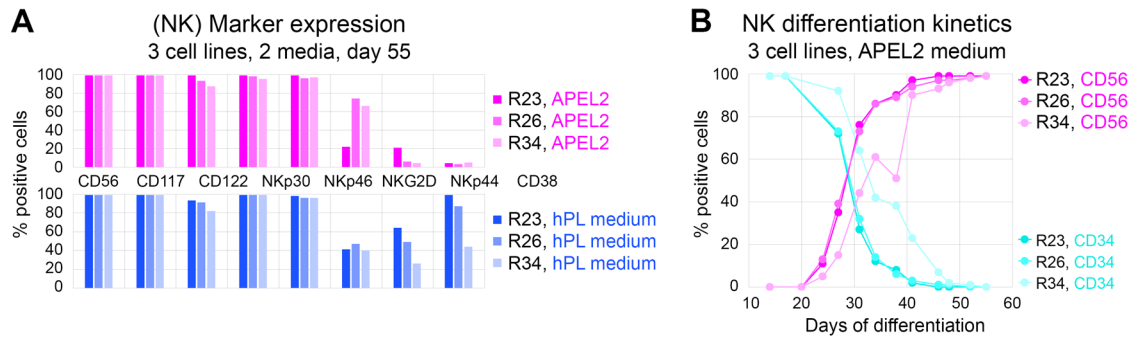 A
(NK) Marker expression
3 cell lines, 2 media, day 55
% positive cells
100
80
60
40
20
0
R23, APEL2
R26, APEL2
R34, APEL2
CD56 CD117 CD122 NKp30 NKp46 NKG2D NKp44 CD38
100
80
60
40
20
0
R23, hPL medium
R26, hPL medium
R34, hPL medium
B
NK differentiation kinetics
3 cell lines, APEL2 medium
% positive cells
100
80
60
40
20
0
10 20 30 40 50 60
Days of differentiation
R23, CD56
R26, CD56
R34, CD56
R23, CD34
R26, CD34
R34, CD34